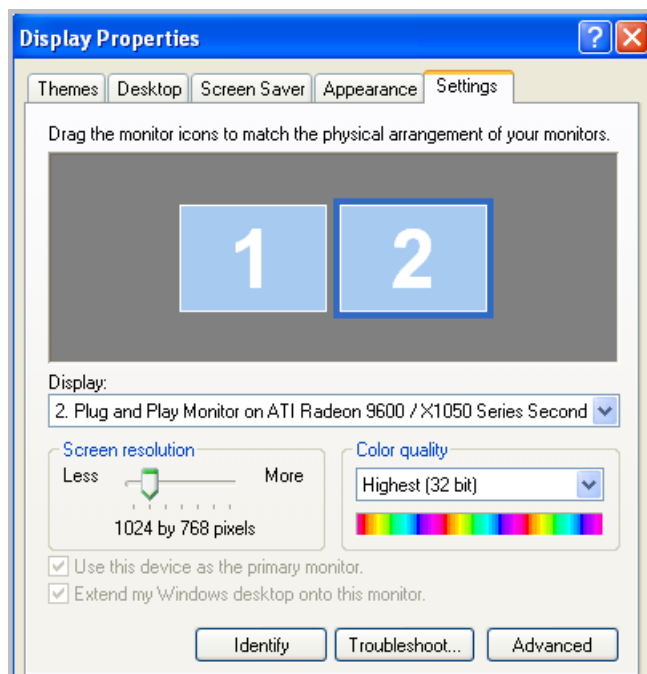 Display Properties
Themes Desktop Screen Saver Appearance Settings
Drag the monitor icons to match the physical arrangement of your monitors.
1 2
Display:
2. Plug and Play Monitor on ATI Radeon 9600 / X1050 Series Second
Screen resolution
Less More
1024 by 768 pixels
Color quality
Highest (32 bit)
Use this device as the primary monitor.
Extend my Windows desktop onto this monitor.
Identify Troubleshoot... Advanced